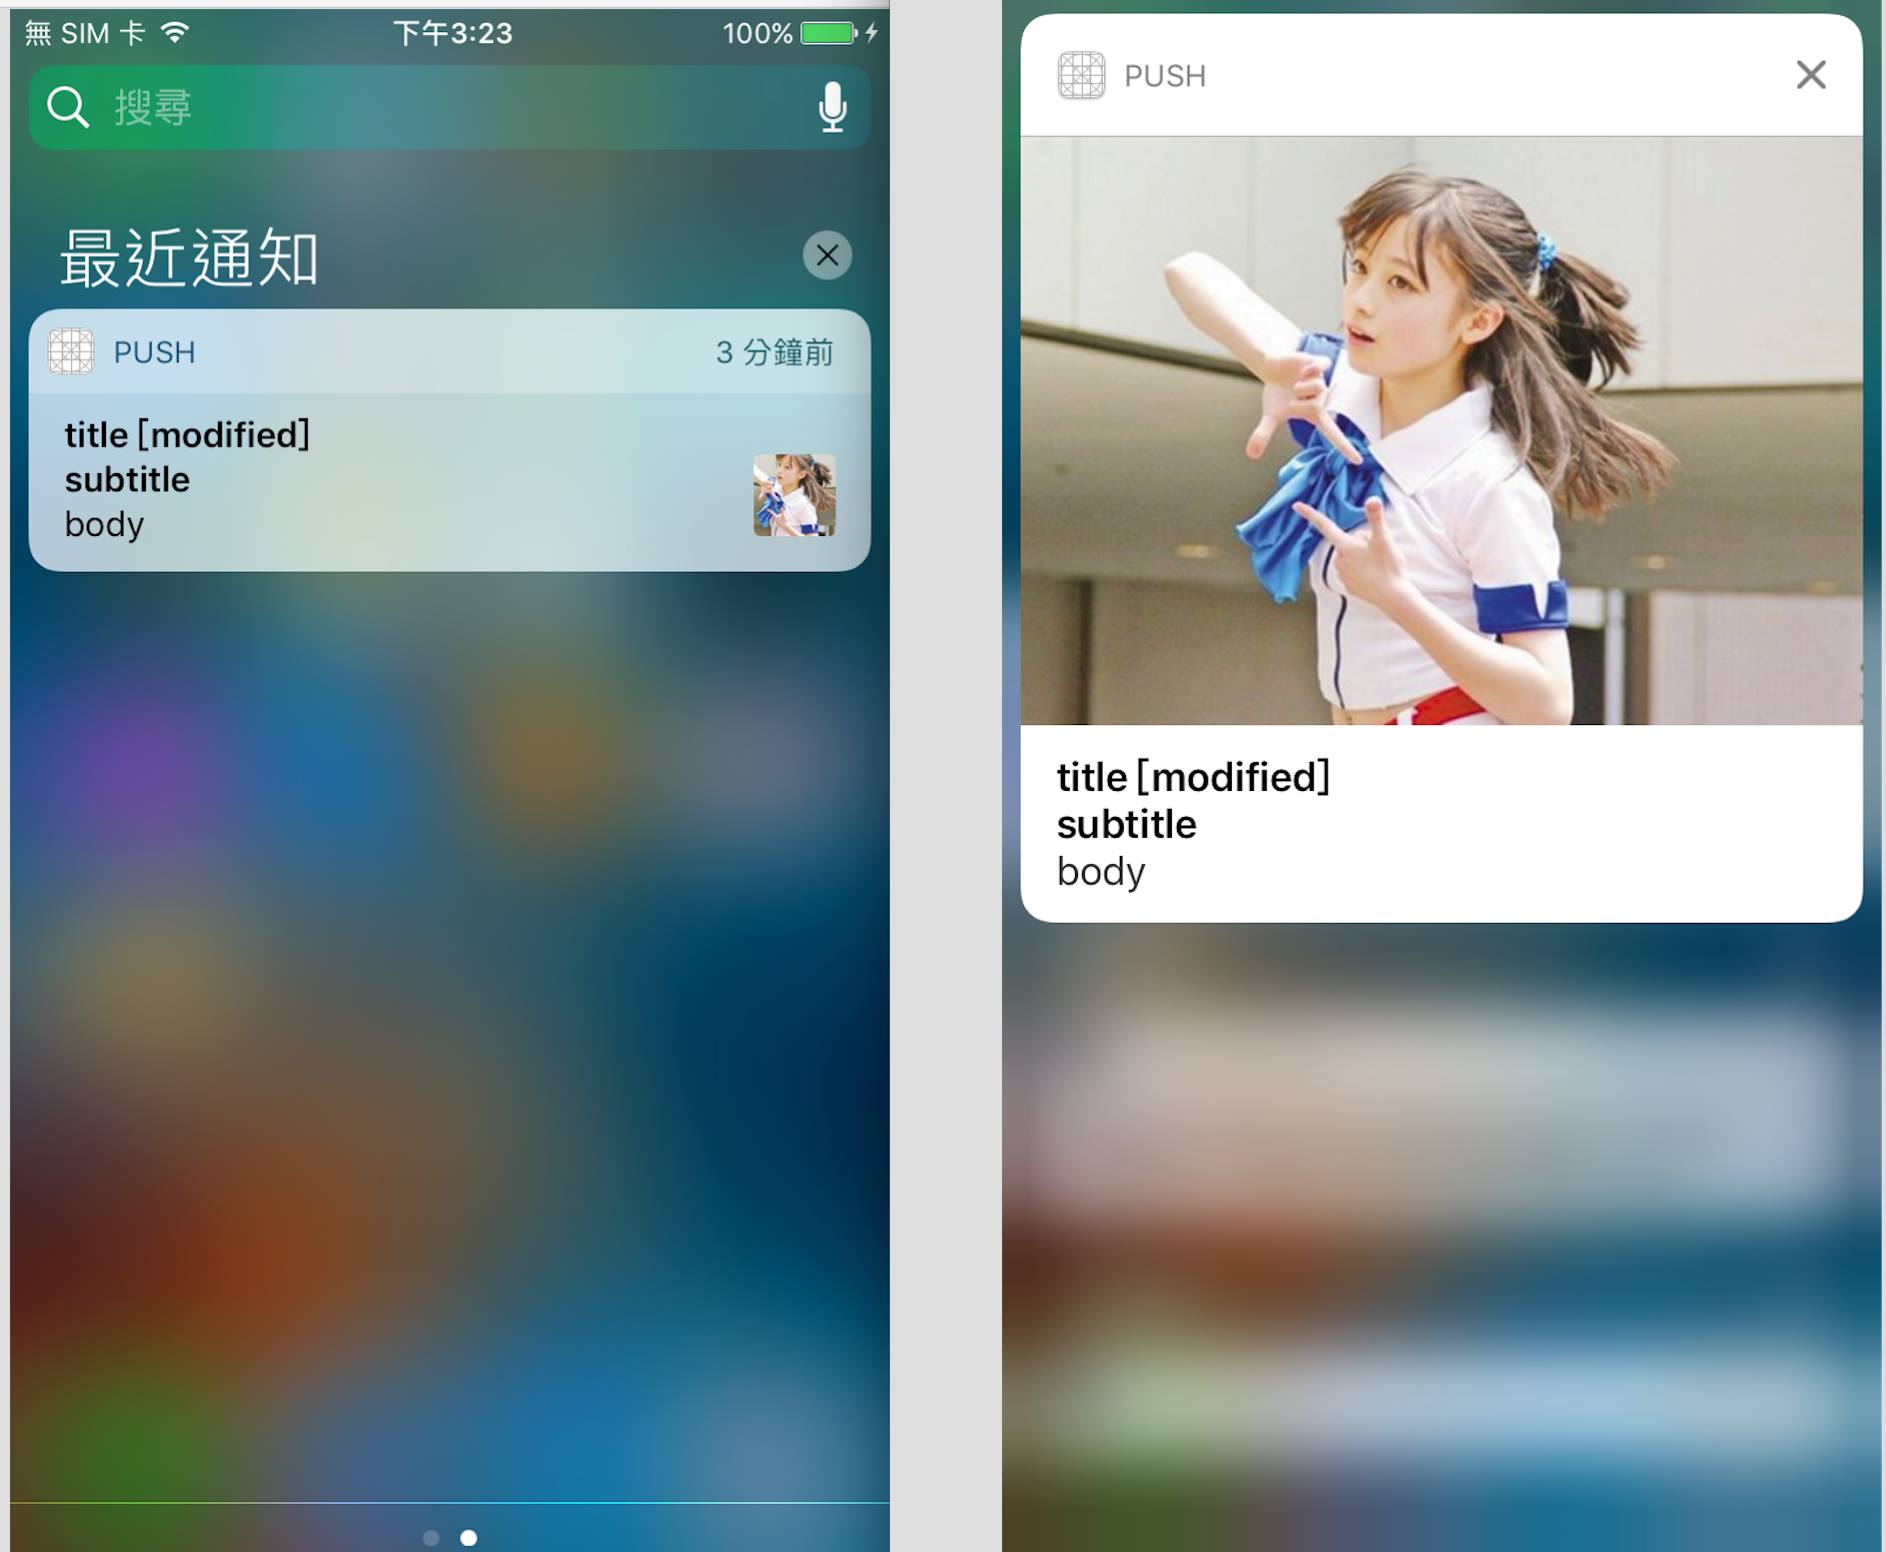 無 SIM 卡
下午3:23
100%
搜尋
最近通知
PUSH
3 分鐘前
title [modified]
subtitle
body
PUSH
title [modified]
subtitle
body